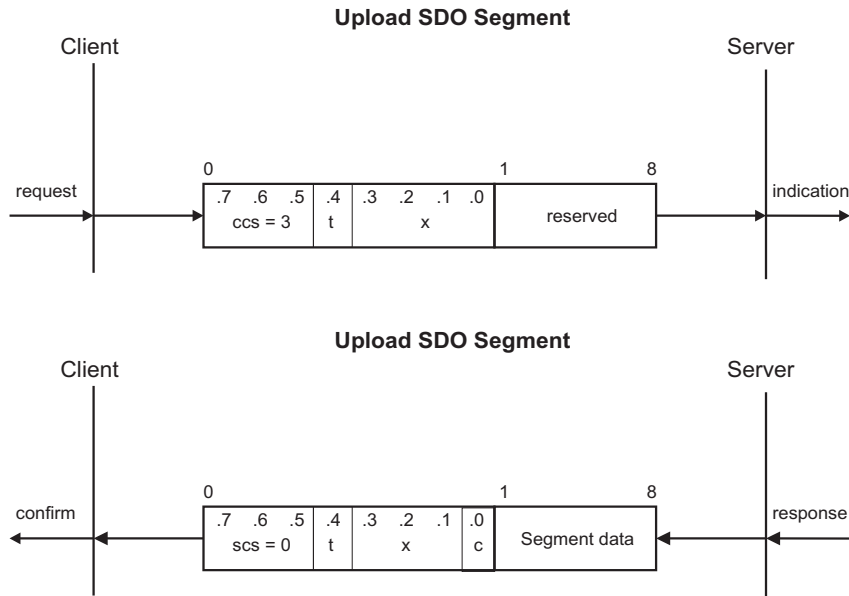 Upload SDO Segment
Client Server
0 1 8
request indication
.7 .6 .5 .4 .3 .2 .1 .0
ccs = 3 t x reserved
Upload SDO Segment
Client Server
0 1 8
confirm response
.7 .6 .5 .4 .3 .2 .1 .0
scs = 0 t x c Segment data